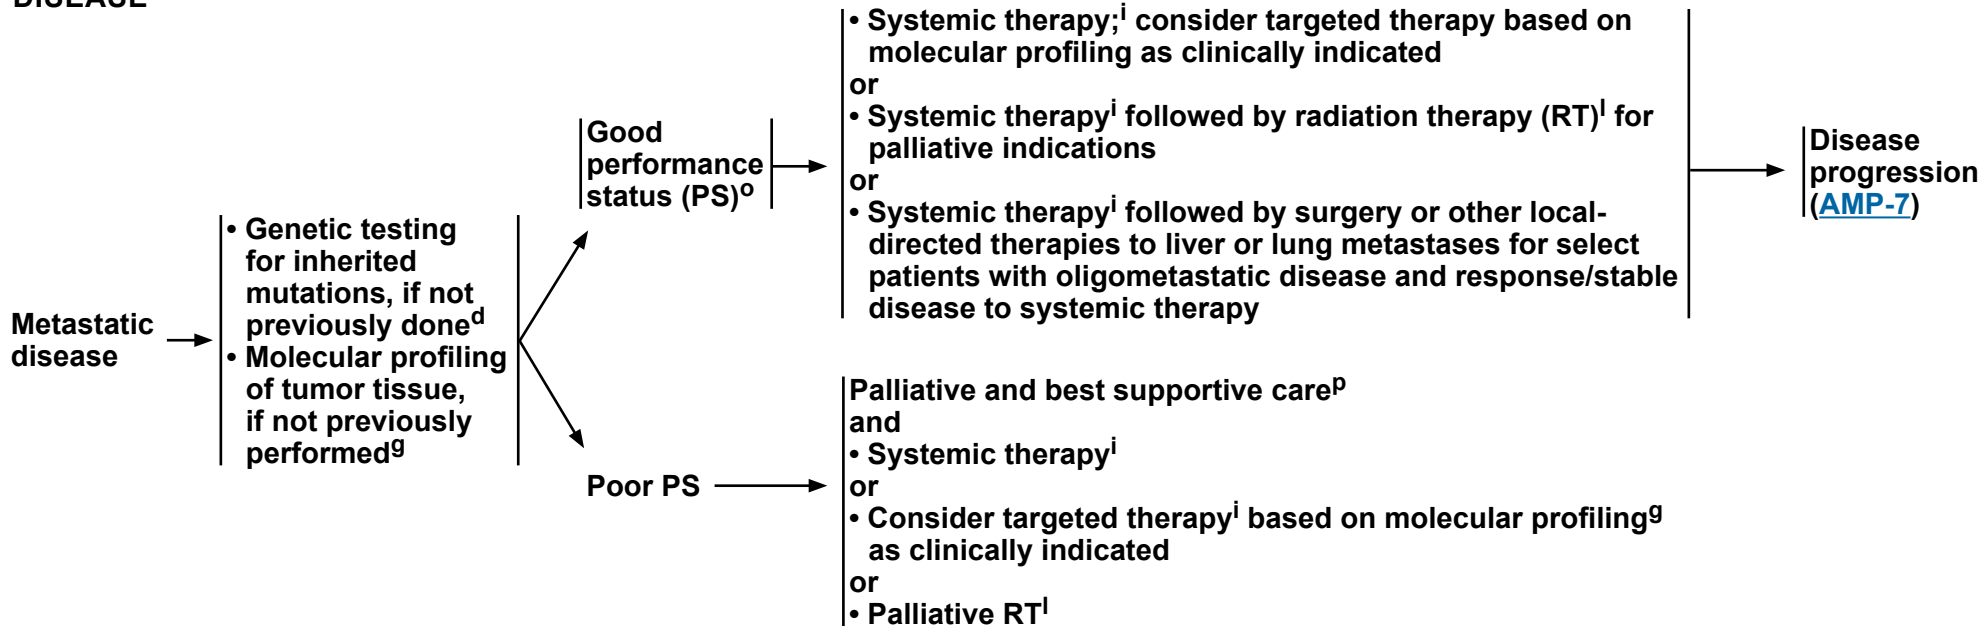 DISEASE
Metastatic
disease
• Genetic testing
for inherited
mutations, if not
previously doneᵈ
• Molecular profiling
of tumor tissue,
if not previously
performedᵍ
Good
performance
status (PS)ᵒ
• Systemic therapy;ⁱ consider targeted therapy based on
molecular profiling as clinically indicated
or
• Systemic therapyⁱ followed by radiation therapy (RT)ˡ for
palliative indications
or
• Systemic therapyⁱ followed by surgery or other local-
directed therapies to liver or lung metastases for select
patients with oligometastatic disease and response/stable
disease to systemic therapy
Disease
progression
(AMP-7)
Poor PS
Palliative and best supportive careᵖ
and
• Systemic therapyⁱ
or
• Consider targeted therapyⁱ based on molecular profilingᵍ
as clinically indicated
or
• Palliative RTˡ